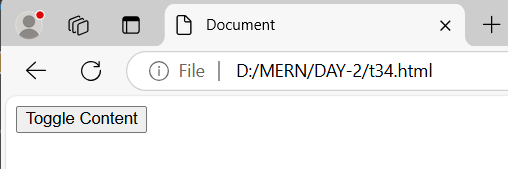 Document
File
D:/MERN/DAY-2/t34.html
Toggle Content